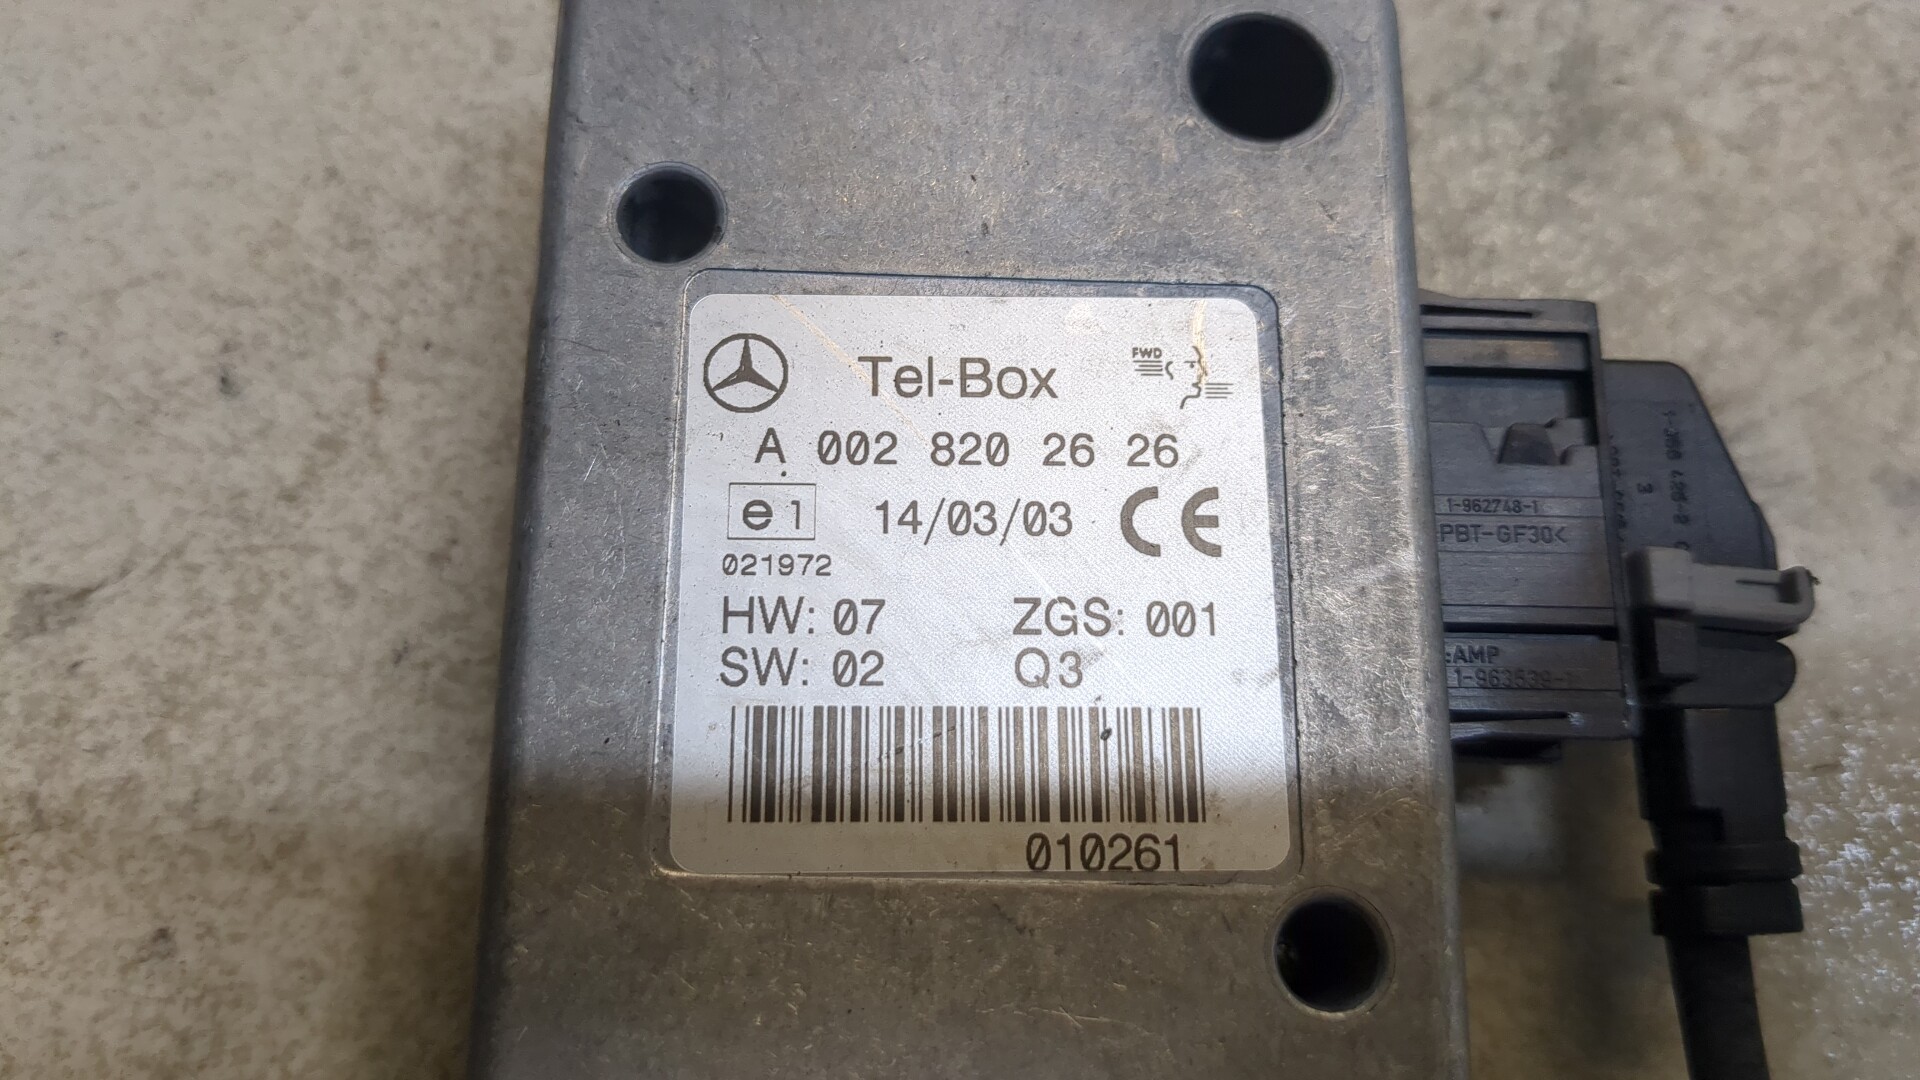 Tel-Box
FWD
A 002 820 26 26
e1 14/03/03 CE
021972
HW: 07 ZGS: 001
SW: 02 Q3
010261
1-962748-1
PBT-GF30<
AMP
3